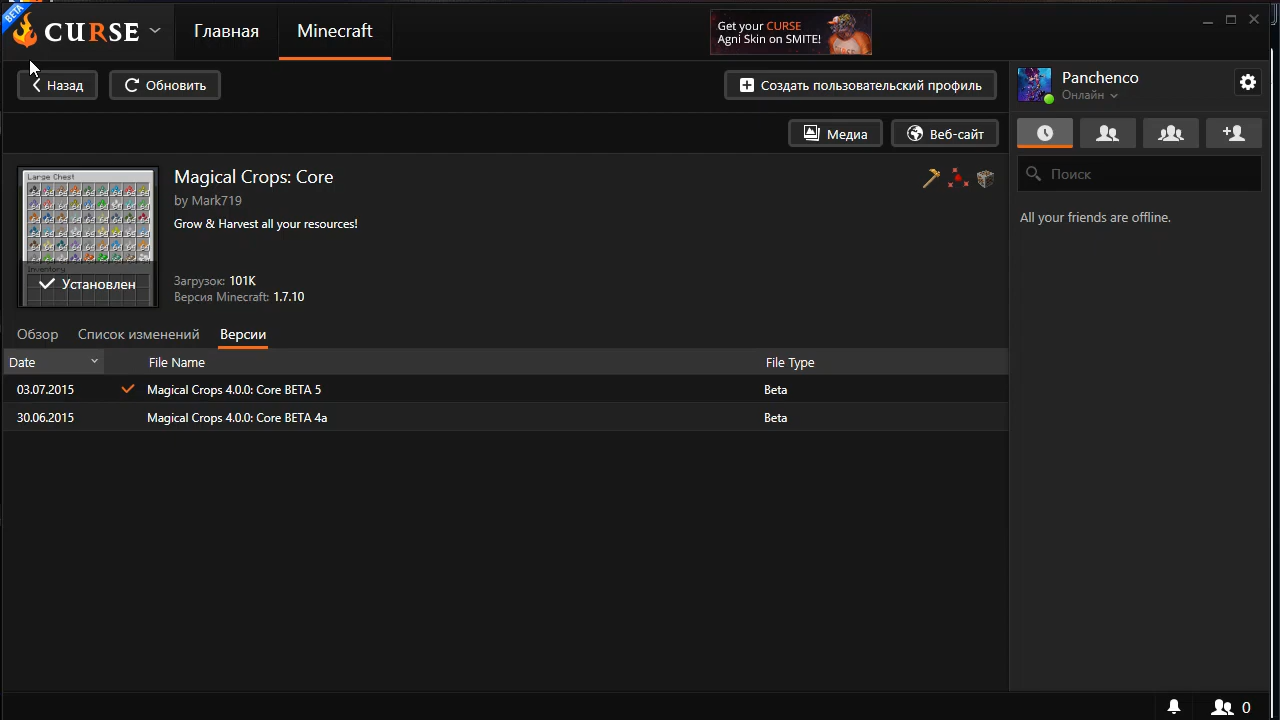 BETA
CURSE
Главная
Minecraft
Get your CURSE
Agni Skin on SMITE!
Назад
Обновить
Создать пользовательский профиль
Panchenco
Онлайн
Медиа
Веб-сайт
Поиск
All your friends are offline.
Large Chest
Inventory
Установлен
Magical Crops: Core
by Mark719
Grow & Harvest all your resources!
Загрузок: 101K
Версия Minecraft: 1.7.10
Обзор
Список изменений
Версии
Date
File Name
File Type
03.07.2015
Magical Crops 4.0.0: Core BETA 5
Beta
30.06.2015
Magical Crops 4.0.0: Core BETA 4a
Beta
0